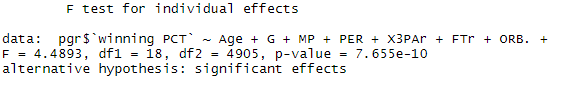 F test for individual effects
data: pgr$`winning PCT` ~ Age + G + MP + PER + X3PAr + FTr + ORB. +
F = 4.4893, df1 = 18, df2 = 4905, p-value = 7.655e-10
alternative hypothesis: significant effects